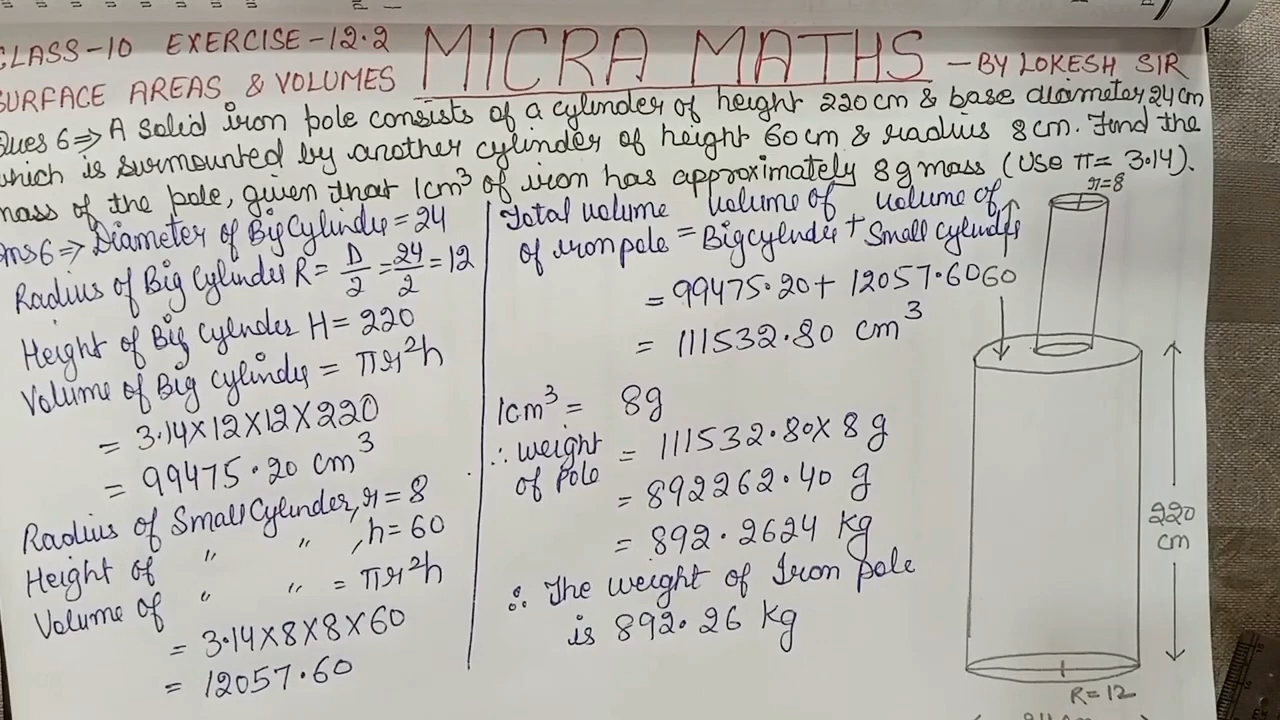 CLASS-10 EXERCISE-12.2 MICRA MATHS - BY LOKESH SIR
SURFACE AREAS & VOLUMES
Ques 6 ⇒ A solid iron pole consists of a cylinder of height 220 cm & base diameter 24 cm
which is surmounted by another cylinder of height 60 cm & radius 8 cm. Find the
mass of the pole, given that 1cm³ of iron has approximately 8g mass (Use π = 3.14).
Ans 6 ⇒ Diameter of Big Cylinder = 24
Radius of Big Cylinder R = D/2 = 24/2 = 12
Height of Big Cylinder H = 220
Volume of Big Cylinder = πr²h
= 3.14×12×12×220
= 99475.20 cm³
Radius of Small Cylinder, r = 8
Height of " " , h = 60
Volume of " " = πr²h
= 3.14×8×8×60
= 12057.60
Total volume of iron pole = Volume of Big cylinder + Volume of Small cylinder
= 99475.20 + 12057.60
= 111532.80 cm³
1cm³ = 8g
∴ weight of pole = 111532.80 × 8 g
= 892262.40 g
= 892.2624 kg
∴ The weight of Iron pole
is 892.26 kg
r=8
60
220
cm
R=12